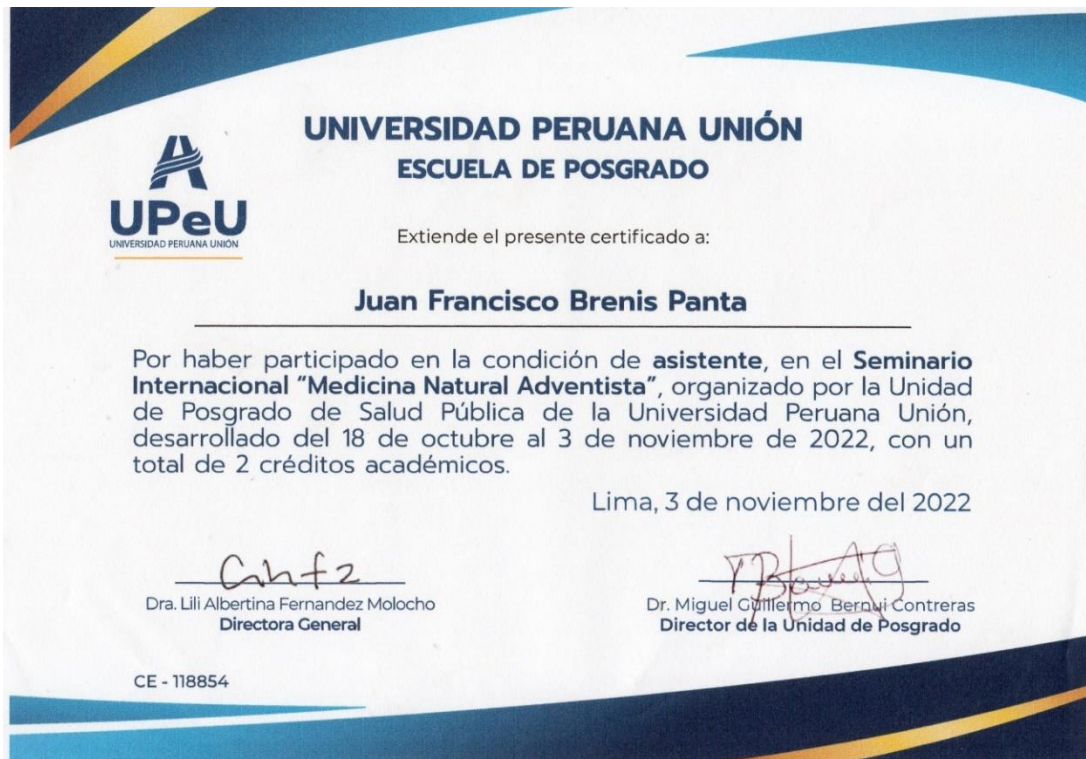 UNIVERSIDAD PERUANA UNIÓN
ESCUELA DE POSGRADO
UPeU
UNIVERSIDAD PERUANA UNIÓN
Extiende el presente certificado a:
Juan Francisco Brenis Panta
Por haber participado en la condición de asistente, en el Seminario
Internacional “Medicina Natural Adventista”, organizado por la Unidad
de Posgrado de Salud Pública de la Universidad Peruana Unión,
desarrollado del 18 de octubre al 3 de noviembre de 2022, con un
total de 2 créditos académicos.
Lima, 3 de noviembre del 2022
Dra. Lili Albertina Fernandez Molocho
Directora General
Dr. Miguel Guillermo Bernui Contreras
Director de la Unidad de Posgrado
CE - 118854